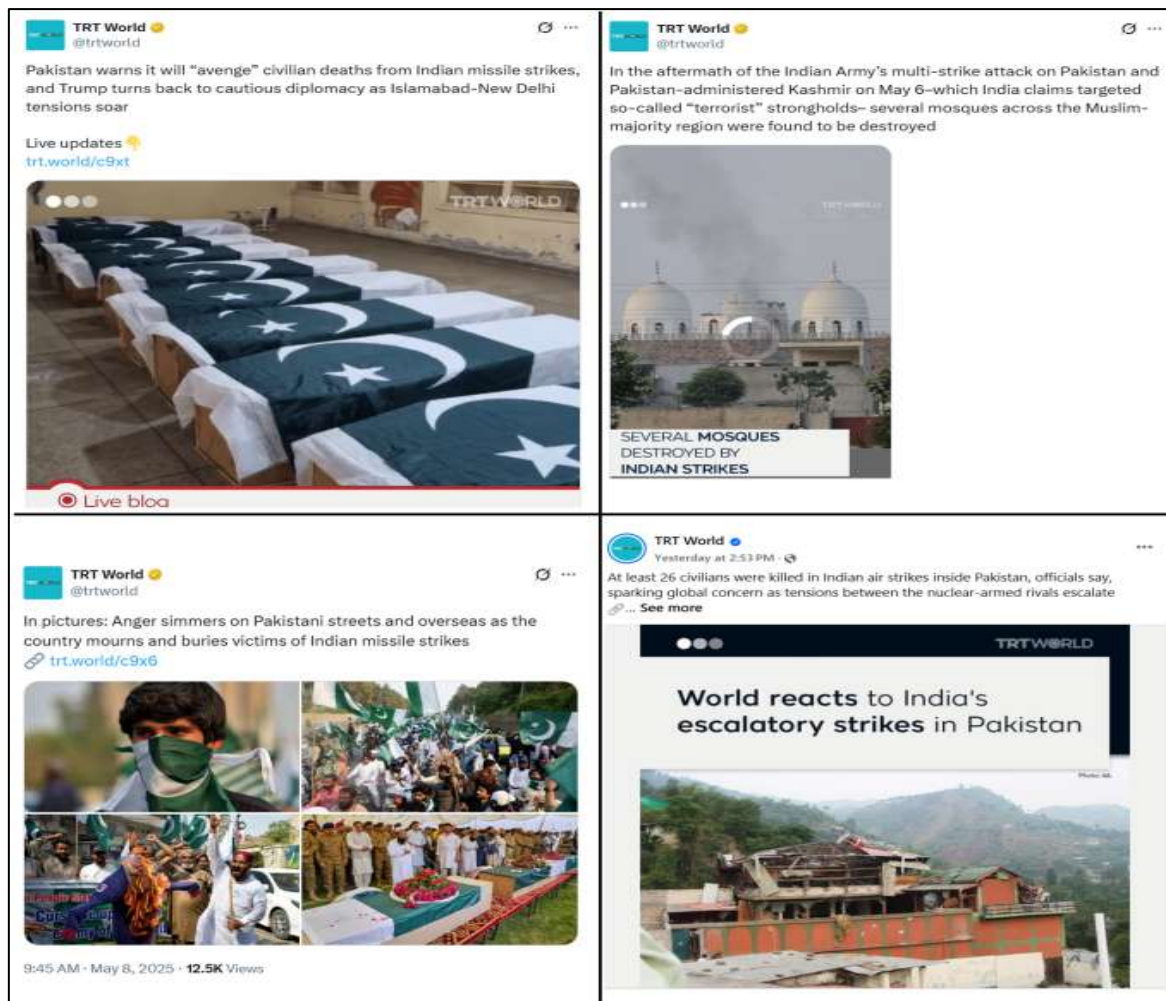 TRT World
@trtworld
Pakistan warns it will “avenge” civilian deaths from Indian missile strikes,
and Trump turns back to cautious diplomacy as Islamabad-New Delhi
tensions soar
Live updates👇
trt.world/c9xt
TRT WORLD
Live blog
TRT World
@trtworld
In the aftermath of the Indian Army’s multi-strike attack on Pakistan and
Pakistan-administered Kashmir on May 6–which India claims targeted
so-called “terrorist” strongholds– several mosques across the Muslim-
majority region were found to be destroyed
TRT WORLD
SEVERAL MOSQUES
DESTROYED BY
INDIAN STRIKES
TRT World
@trtworld
In pictures: Anger simmers on Pakistani streets and overseas as the
country mourns and buries victims of Indian missile strikes
🔗 trt.world/c9x6
9:45 AM · May 8, 2025 · 12.5K Views
TRT World
Yesterday at 2:53 PM ·
At least 26 civilians were killed in Indian air strikes inside Pakistan, officials say,
sparking global concern as tensions between the nuclear-armed rivals escalate
🔗... See more
TRT WORLD
World reacts to India's
escalatory strikes in Pakistan
Photo: AA